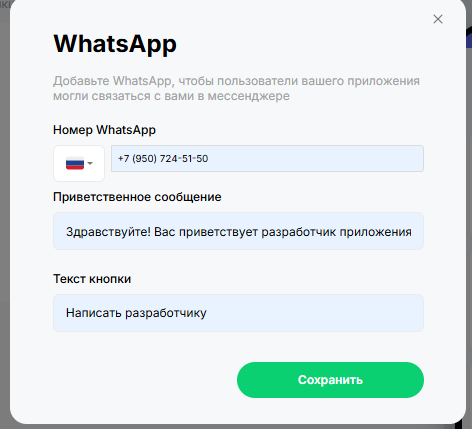 WhatsApp
Добавьте WhatsApp, чтобы пользователи вашего приложения
могли связаться с вами в мессенджере
Номер WhatsApp
+7 (950) 724-51-50
Приветственное сообщение
Здравствуйте! Вас приветствует разработчик приложения
Текст кнопки
Написать разработчику
Сохранить